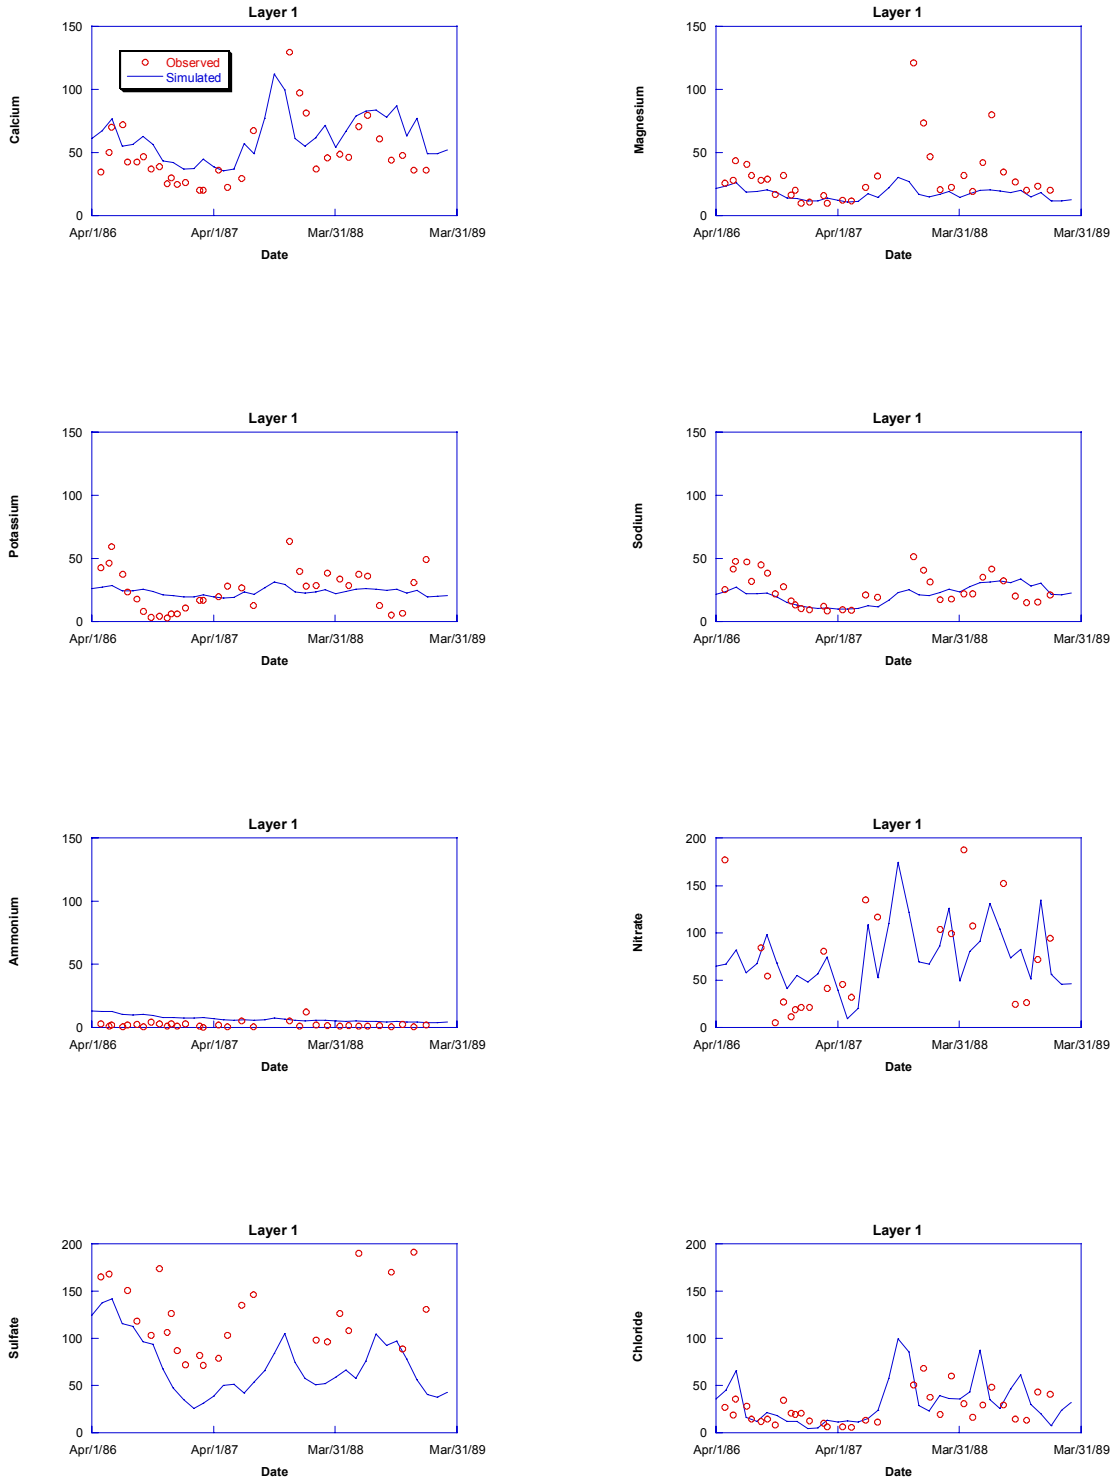 Layer 1
150
100
50
0
Calcium
Observed
Simulated
Apr/1/86
Apr/1/87
Mar/31/88
Mar/31/89
Date
Layer 1
150
100
50
0
Magnesium
Apr/1/86
Apr/1/87
Mar/31/88
Mar/31/89
Date
Layer 1
150
100
50
0
Potassium
Apr/1/86
Apr/1/87
Mar/31/88
Mar/31/89
Date
Layer 1
150
100
50
0
Sodium
Apr/1/86
Apr/1/87
Mar/31/88
Mar/31/89
Date
Layer 1
150
100
50
0
Ammonium
Apr/1/86
Apr/1/87
Mar/31/88
Mar/31/89
Date
Layer 1
200
150
100
50
0
Nitrate
Apr/1/86
Apr/1/87
Mar/31/88
Mar/31/89
Date
Layer 1
200
150
100
50
0
Sulfate
Apr/1/86
Apr/1/87
Mar/31/88
Mar/31/89
Date
Layer 1
200
150
100
50
0
Chloride
Apr/1/86
Apr/1/87
Mar/31/88
Mar/31/89
Date